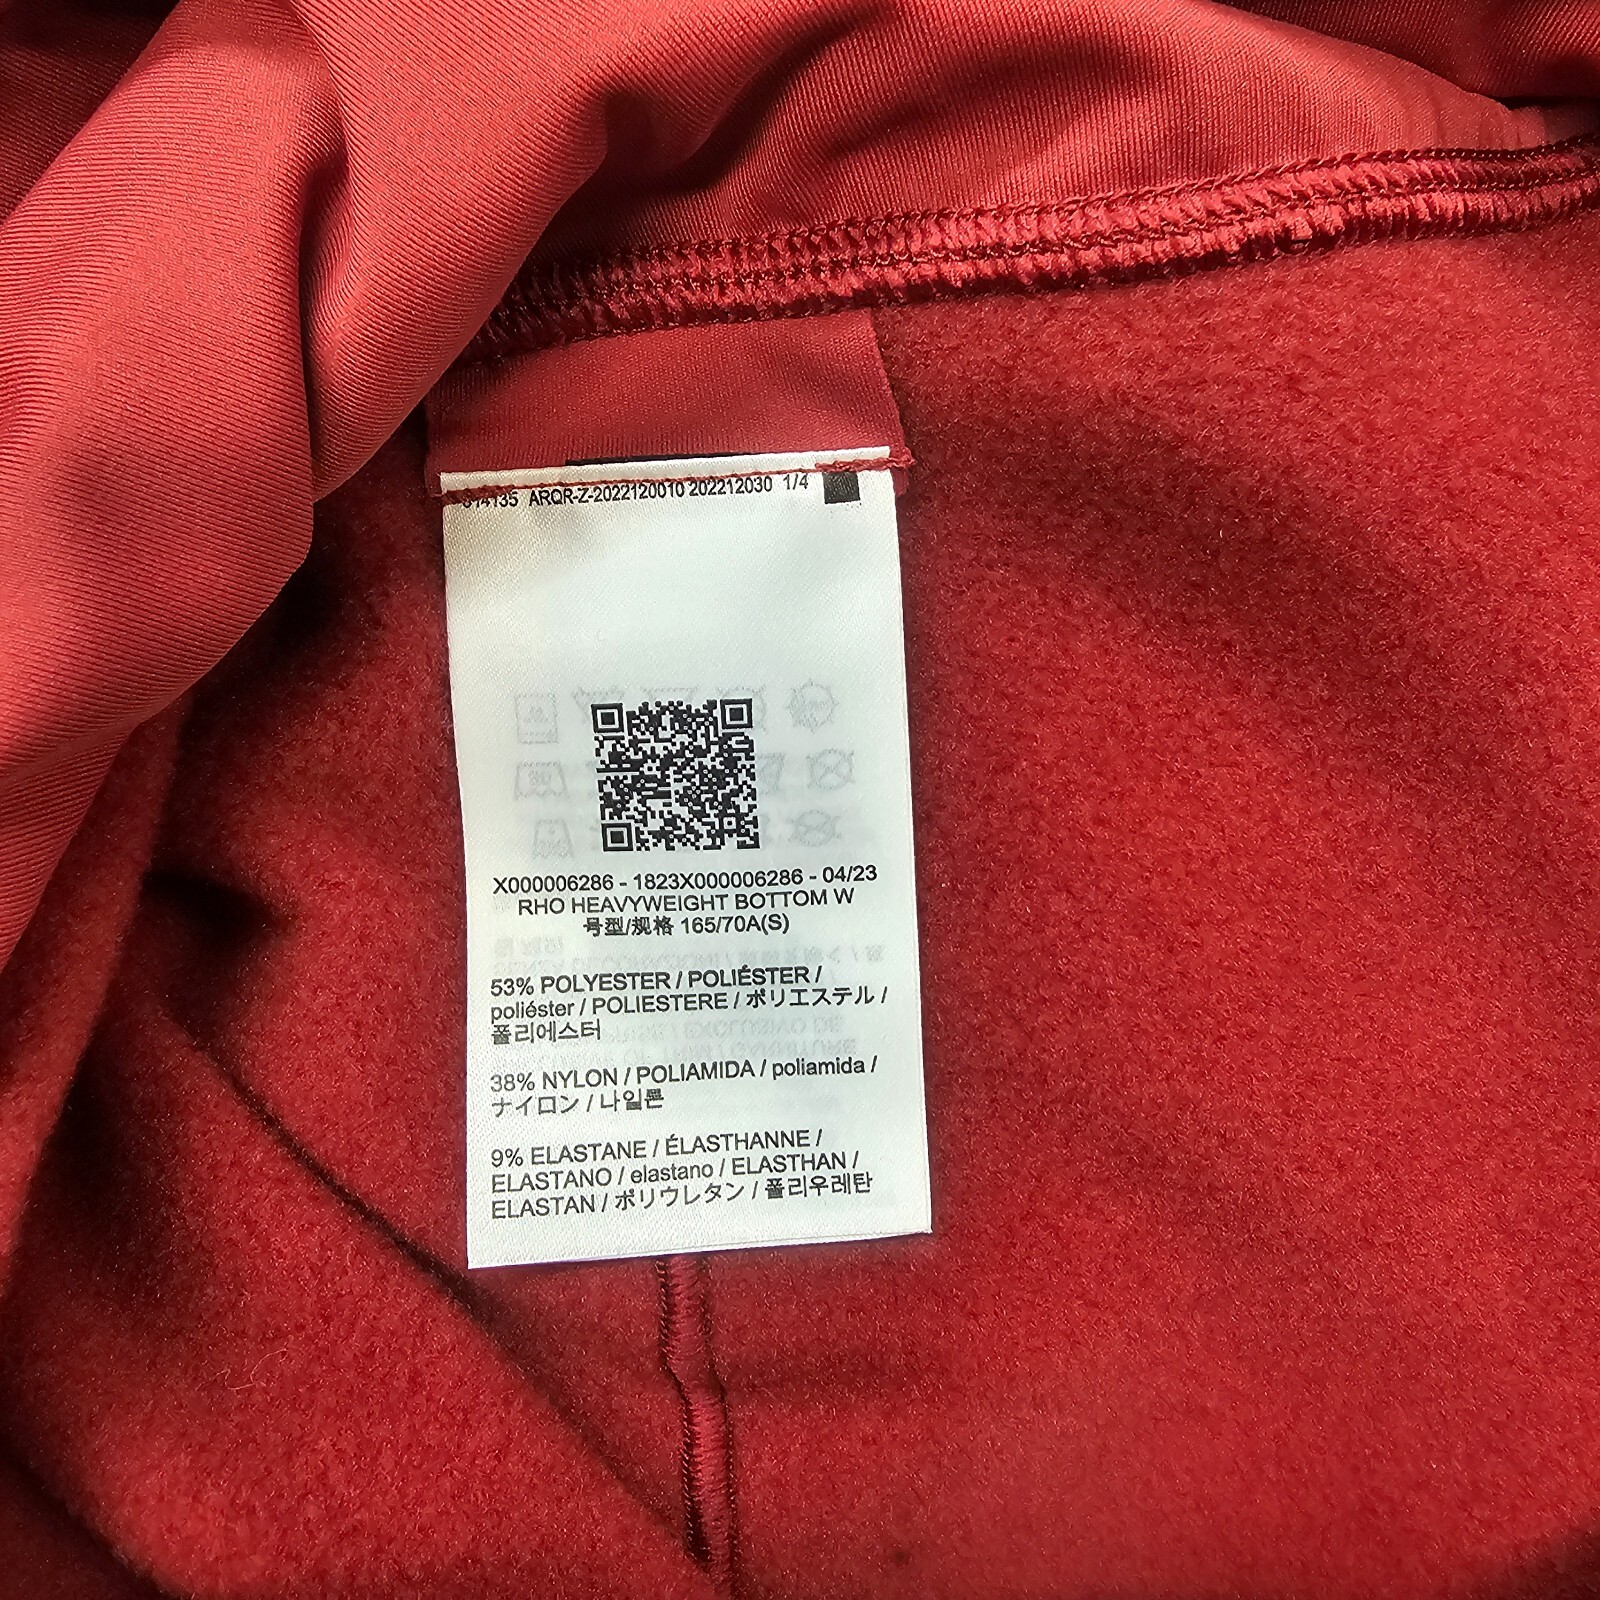 ARQR-Z-2022120010 202212030 1/4
X000006286 - 1823X000006286 - 04/23
RHO HEAVYWEIGHT BOTTOM W
号型/规格 165/70A(S)
53% POLYESTER / POLIÉSTER /
poliéster / POLIESTERE / ポリエステル /
폴리에스터
38% NYLON / POLIAMIDA / poliamida /
ナイロン / 나일론
9% ELASTANE / ÉLASTHANNE /
ELASTANO / elastano / ELASTHAN /
ELASTAN / ポリウレタン / 폴리우레탄